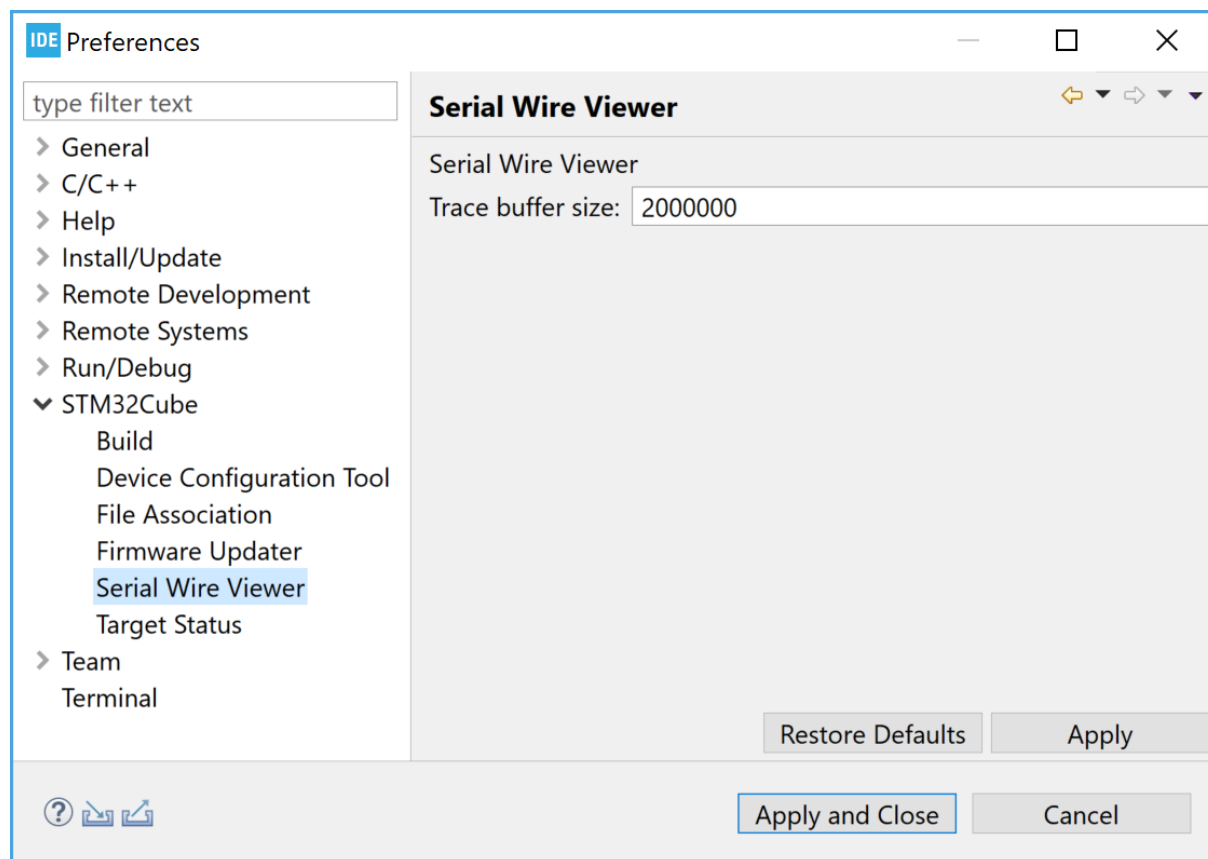 IDE Preferences
type filter text
General
C/C++
Help
Install/Update
Remote Development
Remote Systems
Run/Debug
STM32Cube
Build
Device Configuration Tool
File Association
Firmware Updater
Serial Wire Viewer
Target Status
Team
Terminal
Serial Wire Viewer
Serial Wire Viewer
Trace buffer size: 2000000
Restore Defaults Apply
? Apply and Close Cancel